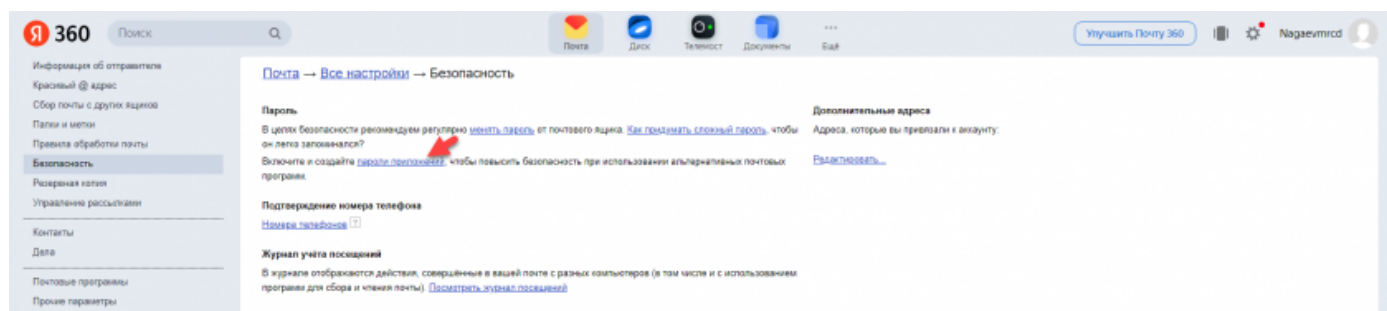 Я 360
Поиск
Почта
Диск
Телемост
Документы
Ещё
Улучшить Почту 360
Nagaevmrcd
Информация об отправителе
Красивый @ адрес
Сбор почты с других ящиков
Папки и метки
Правила обработки почты
Безопасность
Резервная копия
Управление рассылками
Контакты
Дела
Почтовые программы
Прочие параметры
Почта → Все настройки → Безопасность
Пароль
В целях безопасности рекомендуем регулярно менять пароль от почтового ящика. Как придумать сложный пароль, чтобы
он легко запоминался?
Включите и создайте пароли приложений, чтобы повысить безопасность при использовании альтернативных почтовых
программ.
Подтверждение номера телефона
Номера телефонов ?
Журнал учёта посещений
В журнале отображаются действия, совершённые в вашей почте с разных компьютеров (в том числе и с использованием
программ для сбора и чтения почты). Посмотреть журнал посещений
Дополнительные адреса
Адреса, которые вы привязали к аккаунту:
Редактировать...